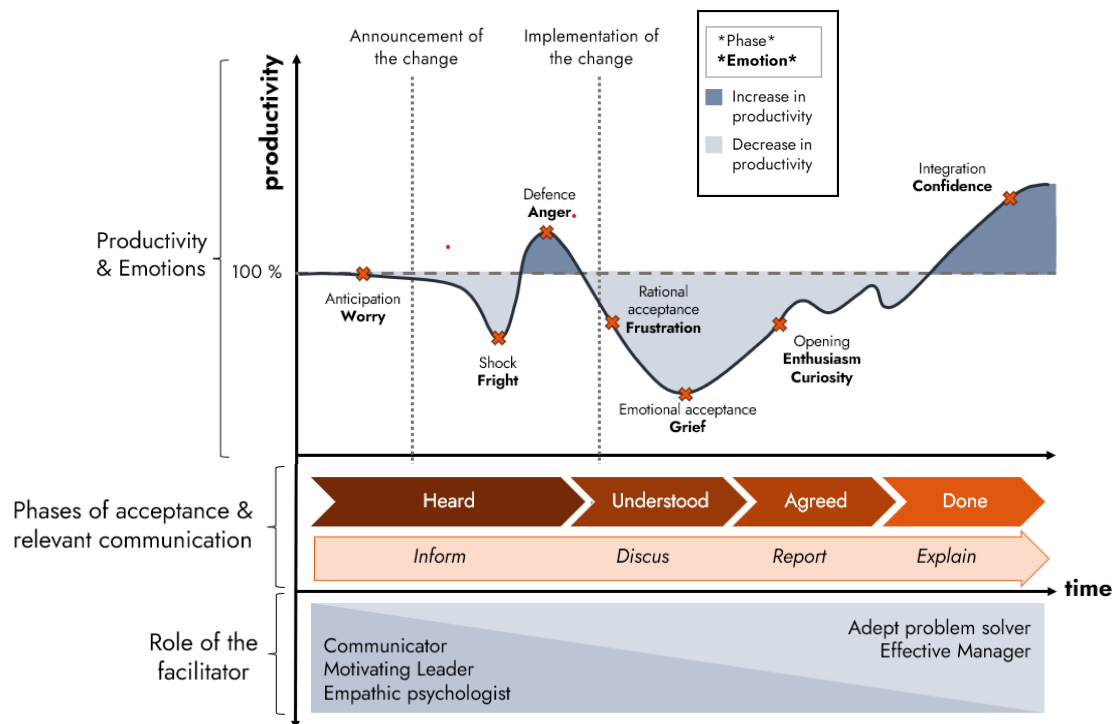 Announcement of
the change
Implementation of
the change
*Phase*
*Emotion*
Increase in
productivity
Decrease in
productivity
productivity
Productivity
& Emotions
100 %
Anticipation
Worry
Shock
Fright
Defence
Anger
Rational
acceptance
Frustration
Emotional acceptance
Grief
Opening
Enthusiasm
Curiosity
Integration
Confidence
Phases of acceptance &
relevant communication
Heard
Understood
Agreed
Done
Inform
Discus
Report
Explain
time
Role of the
facilitator
Communicator
Motivating Leader
Empathic psychologist
Adept problem solver
Effective Manager